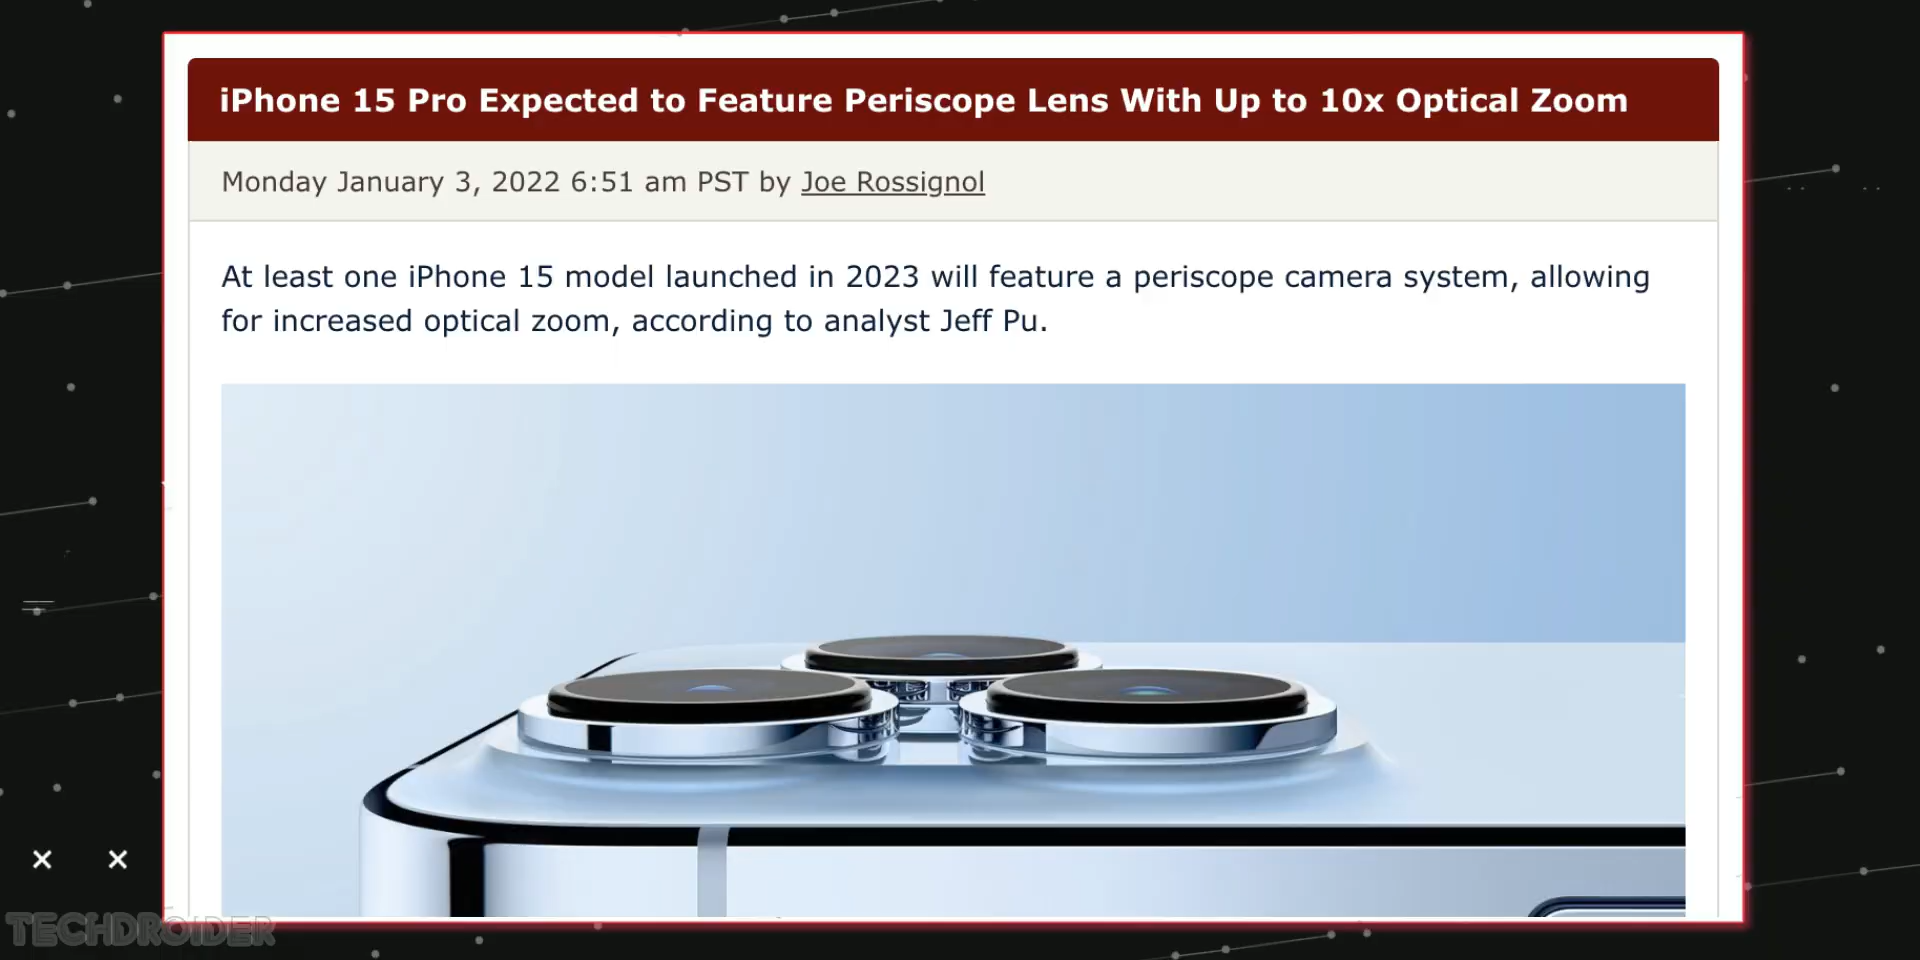 iPhone 15 Pro Expected to Feature Periscope Lens With Up to 10x Optical Zoom
Monday January 3, 2022 6:51 am PST by Joe Rossignol
At least one iPhone 15 model launched in 2023 will feature a periscope camera system, allowing
for increased optical zoom, according to analyst Jeff Pu.
TECHDROIDER